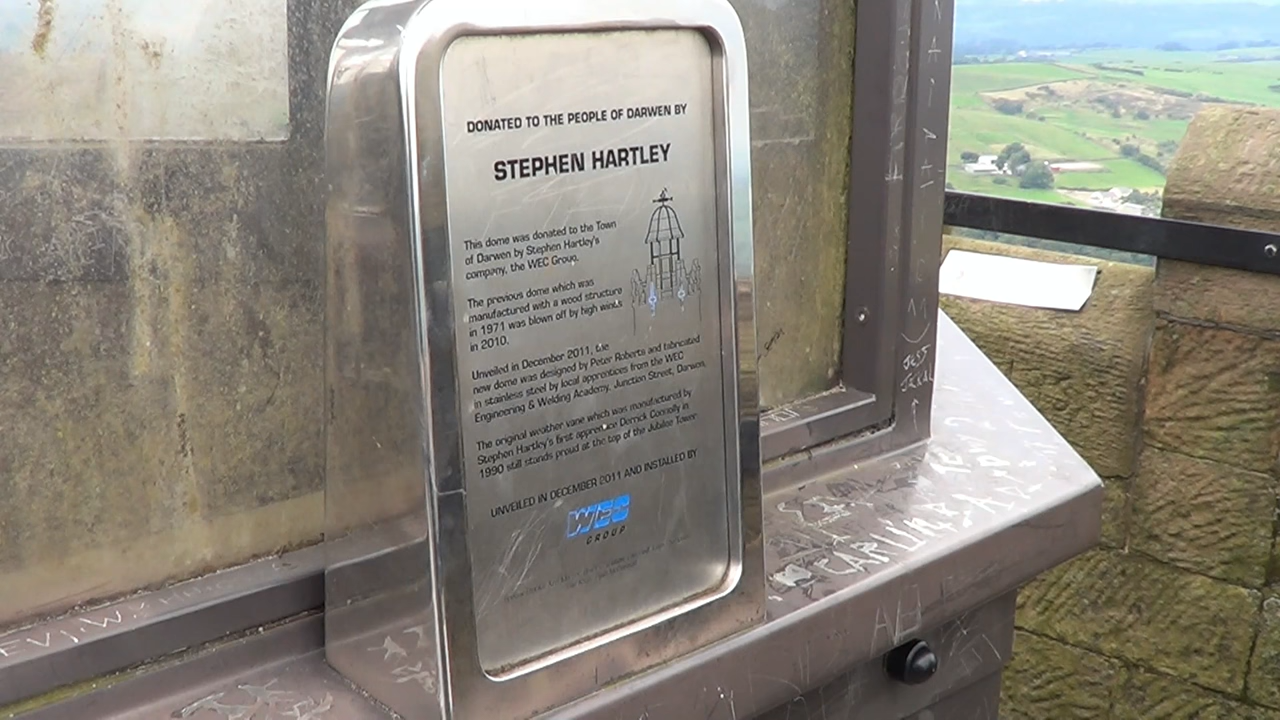 DONATED TO THE PEOPLE OF DARWEN BY
STEPHEN HARTLEY
This dome was donated to the Town
of Darwen by Stephen Hartley's
company, the WEC Group.
The previous dome which was
manufactured with a wood structure
in 1971 was blown off by high winds
in 2010.
Unveiled in December 2011, the
new dome was designed by Peter Roberts and fabricated
in stainless steel by local apprentices from the WEC
Engineering & Welding Academy, Junction Street, Darwen.
The original weather vane which was manufactured by
Stephen Hartley's first apprentice Derrick Connolly in
1990 still stands proud at the top of the Jubilee Tower.
UNVEILED IN DECEMBER 2011 AND INSTALLED BY
WEC
GROUP